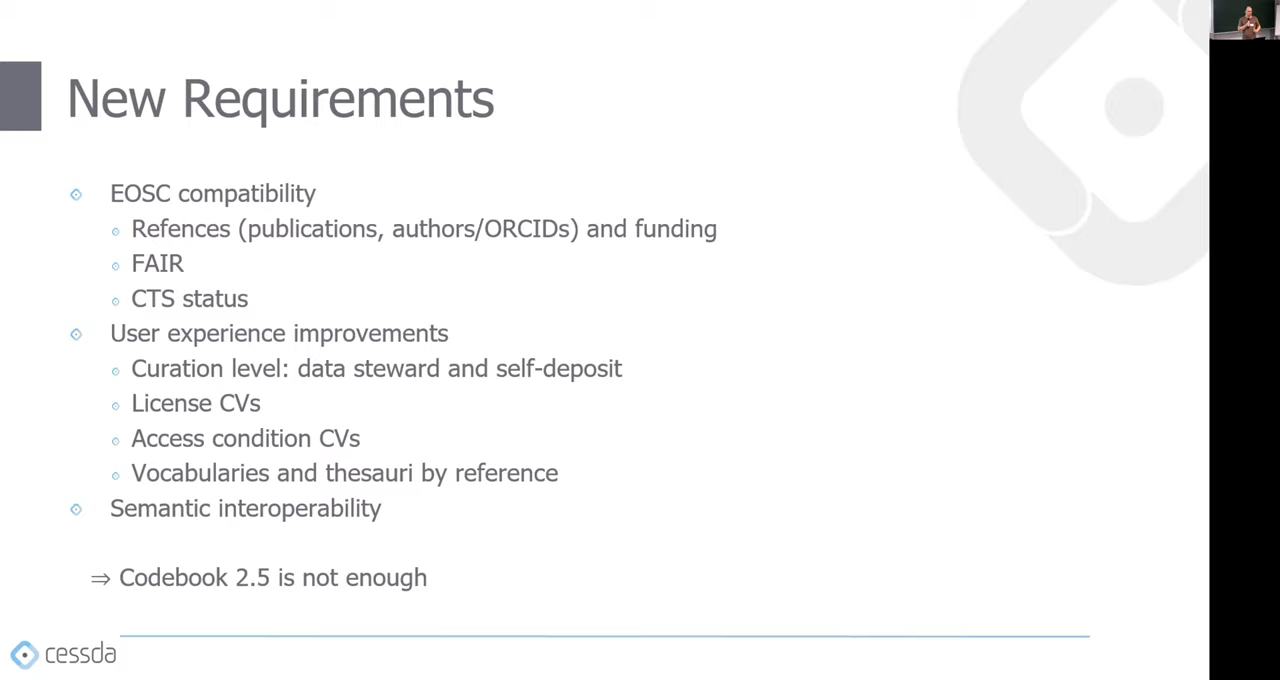 New Requirements
EOSC compatibility
Refences (publications, authors/ORCIDs) and funding
FAIR
CTS status
User experience improvements
Curation level: data steward and self-deposit
License CVs
Access condition CVs
Vocabularies and thesauri by reference
Semantic interoperability
⇒ Codebook 2.5 is not enough
cessda